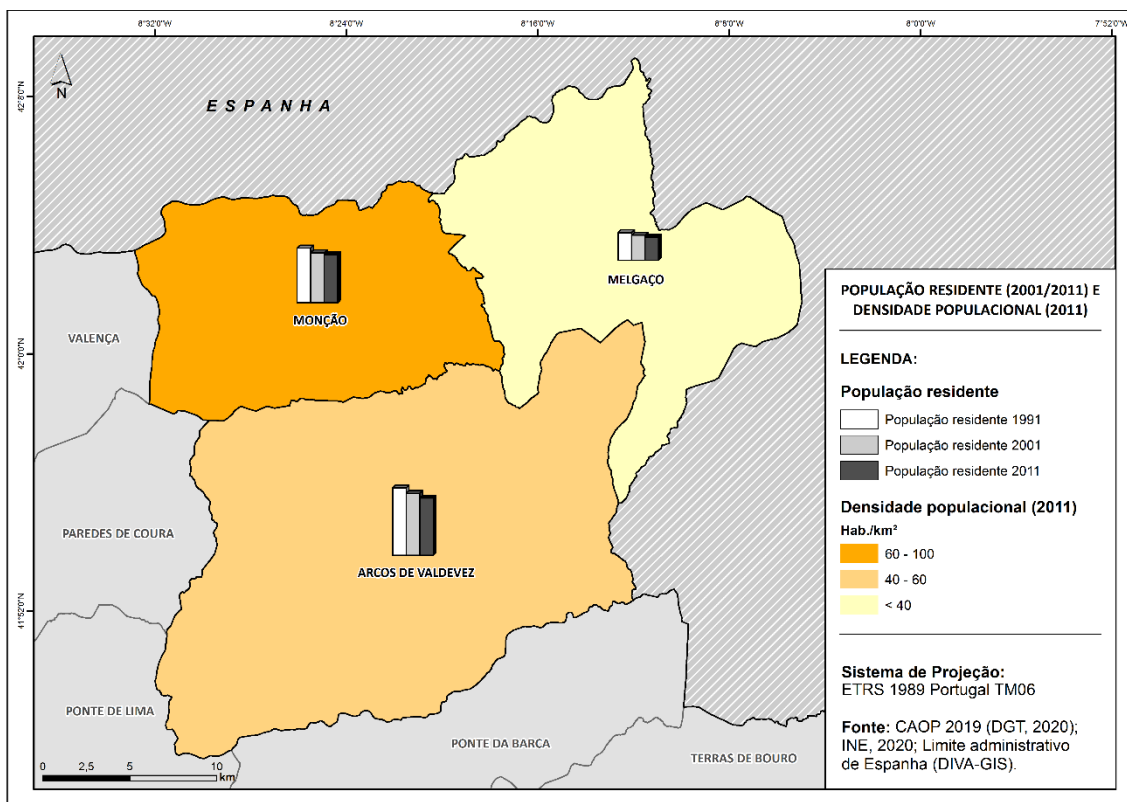 8°32'0"W
8°24'0"W
8°16'0"W
8°8'0"W
8°0'0"W
7°52'0"W
42°8'0"N
42°0'0"N
41°52'0"N
N
ESPANHA
MELGAÇO
MONÇÃO
VALENÇA
PAREDES DE COURA
ARCOS DE VALDEVEZ
PONTE DE LIMA
PONTE DA BARCA
TERRAS DE BOURO
0 2,5 5 10
km
POPULAÇÃO RESIDENTE (2001/2011) E
DENSIDADE POPULACIONAL (2011)
LEGENDA:
População residente
População residente 1991
População residente 2001
População residente 2011
Densidade populacional (2011)
Hab./km²
60 - 100
40 - 60
< 40
Sistema de Projeção:
ETRS 1989 Portugal TM06
Fonte: CAOP 2019 (DGT, 2020);
INE, 2020; Limite administrativo
de Espanha (DIVA-GIS).